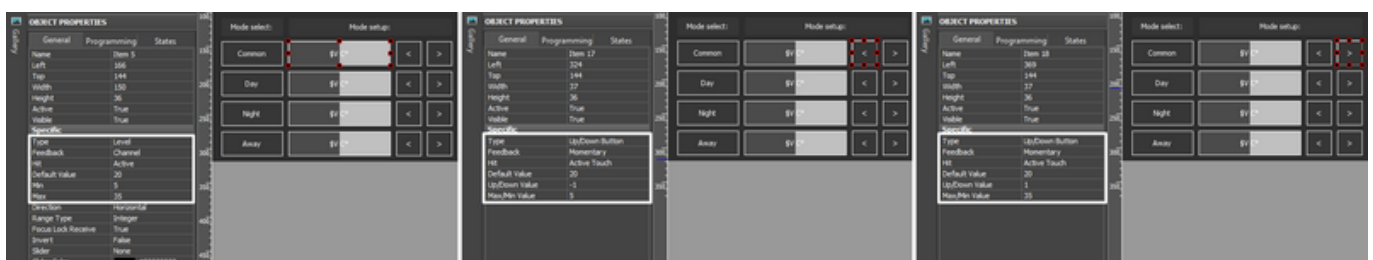 OBJECT PROPERTIES
Gallery
General Programming States
Name Item 5
Left 166
Top 144
Width 150
Height 36
Active True
Visible True
Specific
Type Level
Feedback Channel
Hit Active
Default Value 20
Min 5
Max 35
Direction Horizontal
Range Type Integer
Focus Lock Receive True
Invert False
Slider None
Mode select: Mode setup:
Common $V C° < >
Day $V C° < >
Night $V C° < >
Away $V C° < >
OBJECT PROPERTIES
Gallery
General Programming States
Name Item 17
Left 324
Top 144
Width 37
Height 36
Active True
Visible True
Specific
Type Up/Down Button
Feedback Momentary
Hit Active Touch
Default Value 20
Up/Down Value -1
Max/Min Value 5
Mode select: Mode setup:
Common $V C° < >
Day $V C° < >
Night $V C° < >
Away $V C° < >
OBJECT PROPERTIES
Gallery
General Programming States
Name Item 18
Left 369
Top 144
Width 37
Height 36
Active True
Visible True
Specific
Type Up/Down Button
Feedback Momentary
Hit Active Touch
Default Value 20
Up/Down Value 1
Max/Min Value 35
Mode select: Mode setup:
Common $V C° < >
Day $V C° < >
Night $V C° < >
Away $V C° < >